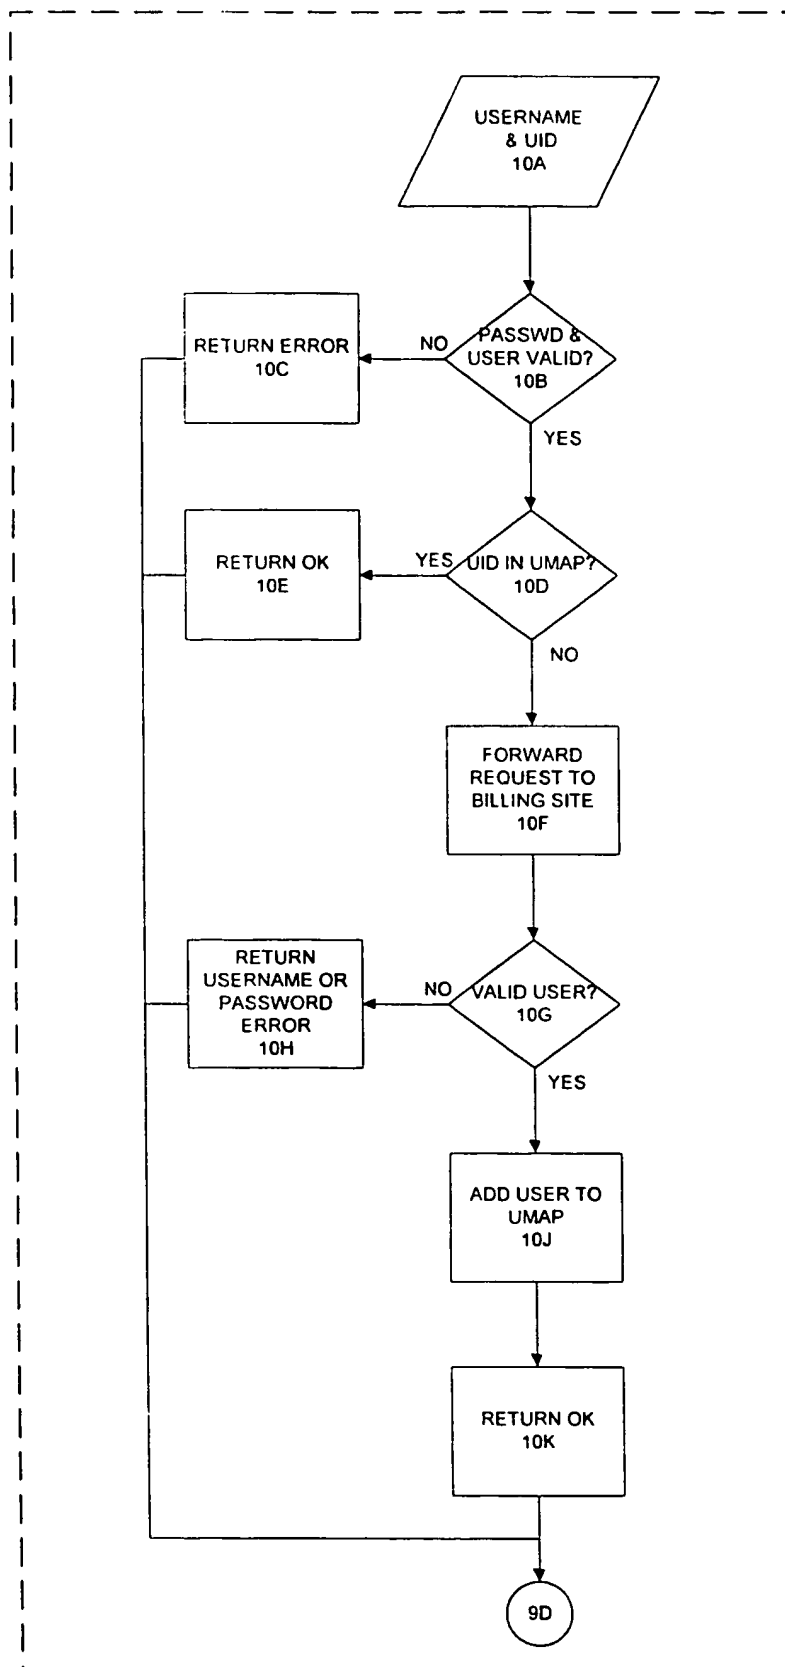 USERNAME
& UID
10A
PASSWD &
USER VALID?
10B
NO
RETURN ERROR
10C
YES
UID IN UMAP?
10D
YES
RETURN OK
10E
NO
FORWARD
REQUEST TO
BILLING SITE
10F
VALID USER?
10G
NO
RETURN
USERNAME OR
PASSWORD
ERROR
10H
YES
ADD USER TO
UMAP
10J
RETURN OK
10K
9D